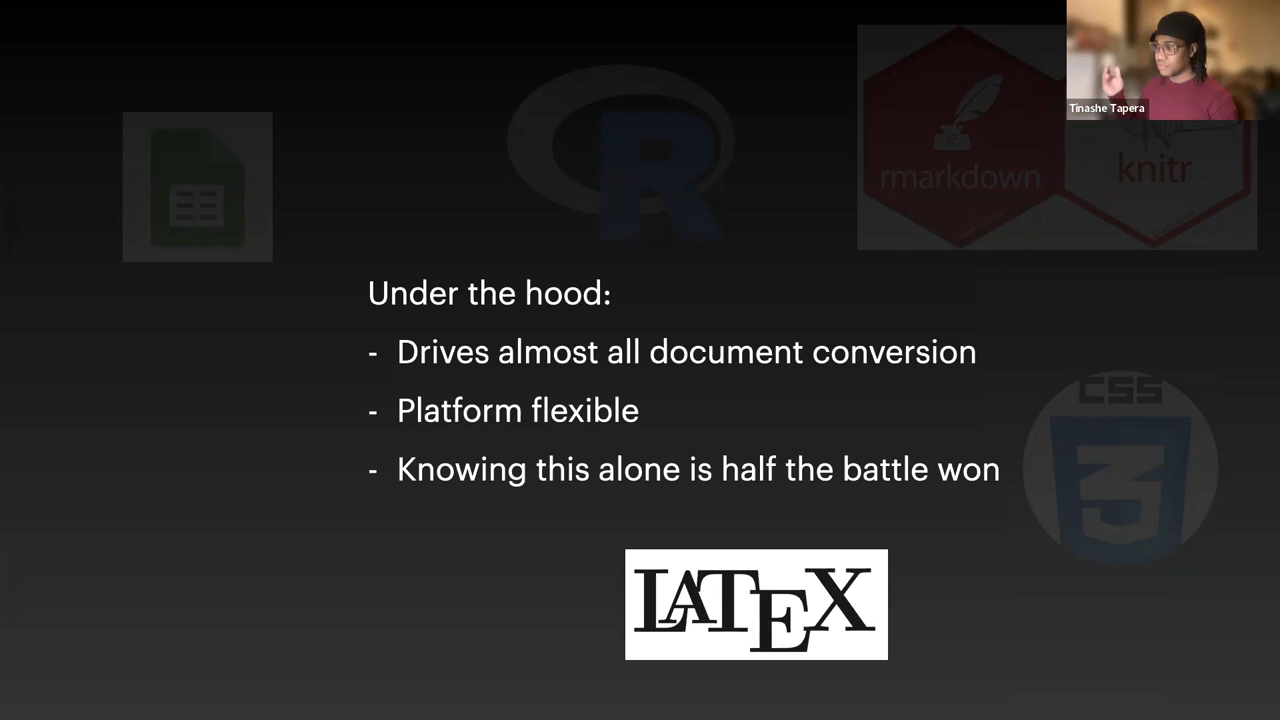 Tinashe Tapera
R
rmarkdown
knitr
Under the hood:
- Drives almost all document conversion
- Platform flexible
- Knowing this alone is half the battle won
CSS
3
LATEX